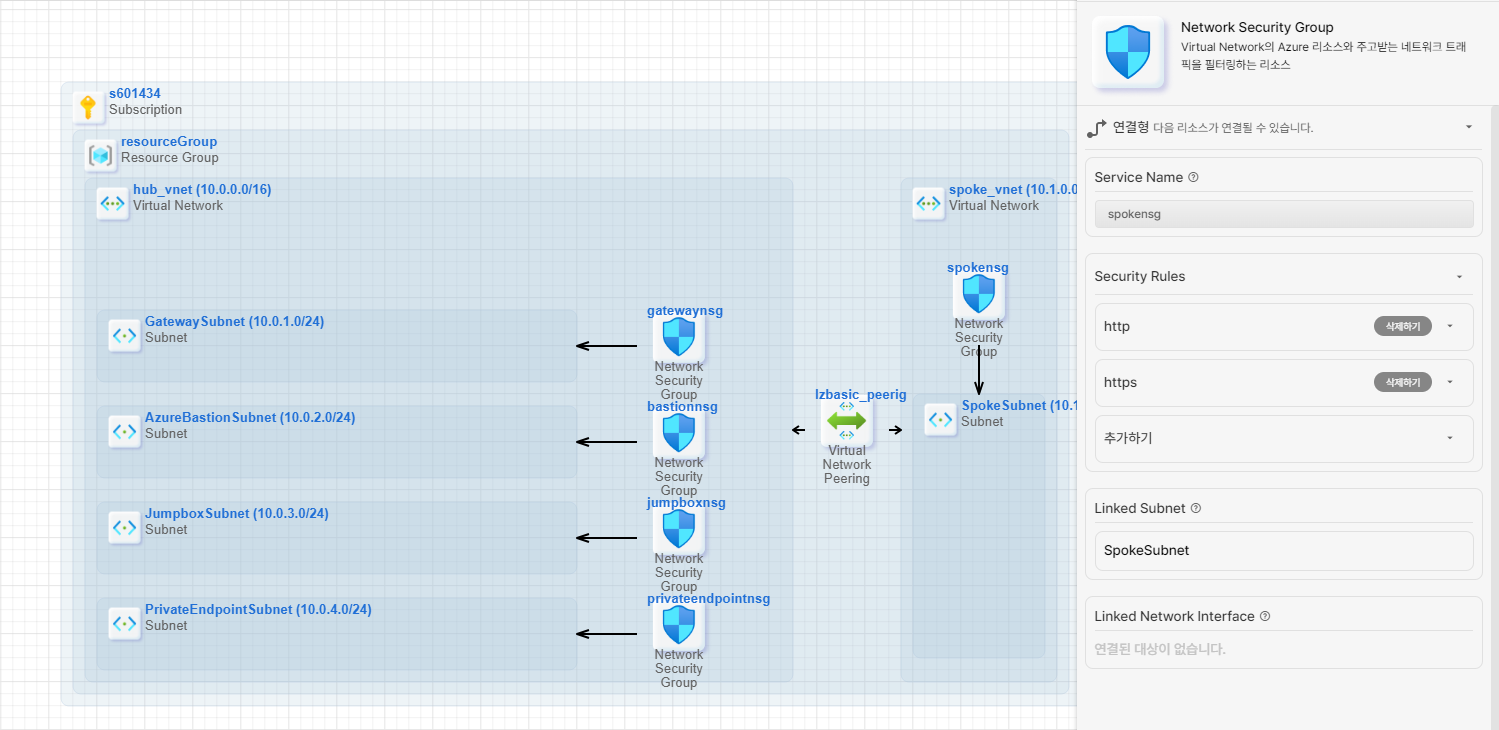 s601434
Subscription
resourceGroup
Resource Group
hub_vnet (10.0.0.0/16)
Virtual Network
spoke_vnet (10.1.0.0
Virtual Network
spokensg
Network
Security
Group
gatewaynsg
Network
Security
Group
GatewaySubnet (10.0.1.0/24)
Subnet
bastionnsg
Network
Security
Group
AzureBastionSubnet (10.0.2.0/24)
Subnet
lzbasic_peerig
Virtual
Network
Peering
SpokeSubnet (10.1
Subnet
jumpboxnsg
Network
Security
Group
JumpboxSubnet (10.0.3.0/24)
Subnet
privateendpointnsg
Network
Security
Group
PrivateEndpointSubnet (10.0.4.0/24)
Subnet
Network Security Group
Virtual Network의 Azure 리소스와 주고받는 네트워크 트래
픽을 필터링하는 리소스
연결형 다음 리소스가 연결될 수 있습니다.
Service Name
spokensg
Security Rules
http 삭제하기
https 삭제하기
추가하기
Linked Subnet
SpokeSubnet
Linked Network Interface
연결된 대상이 없습니다.